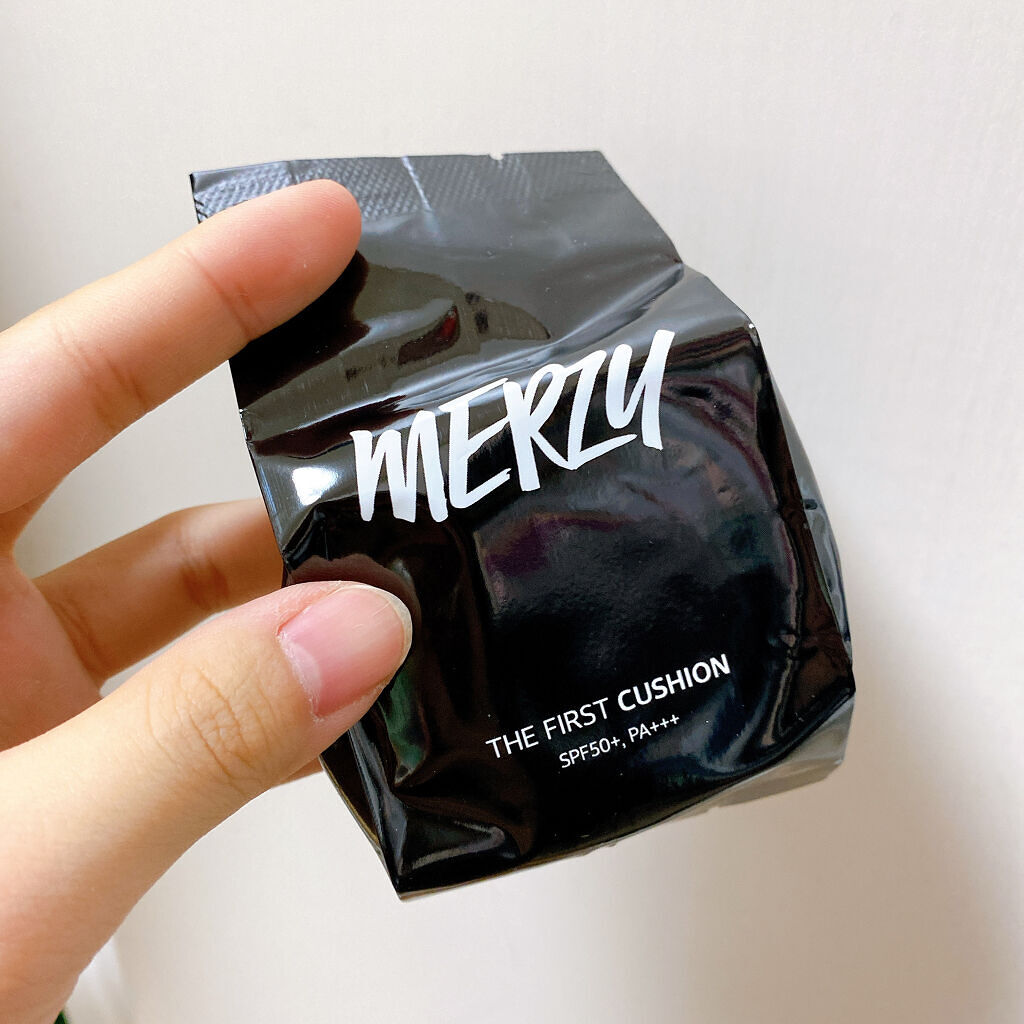 MERZY
THE FIRST CUSHION
SPF50+, PA+++